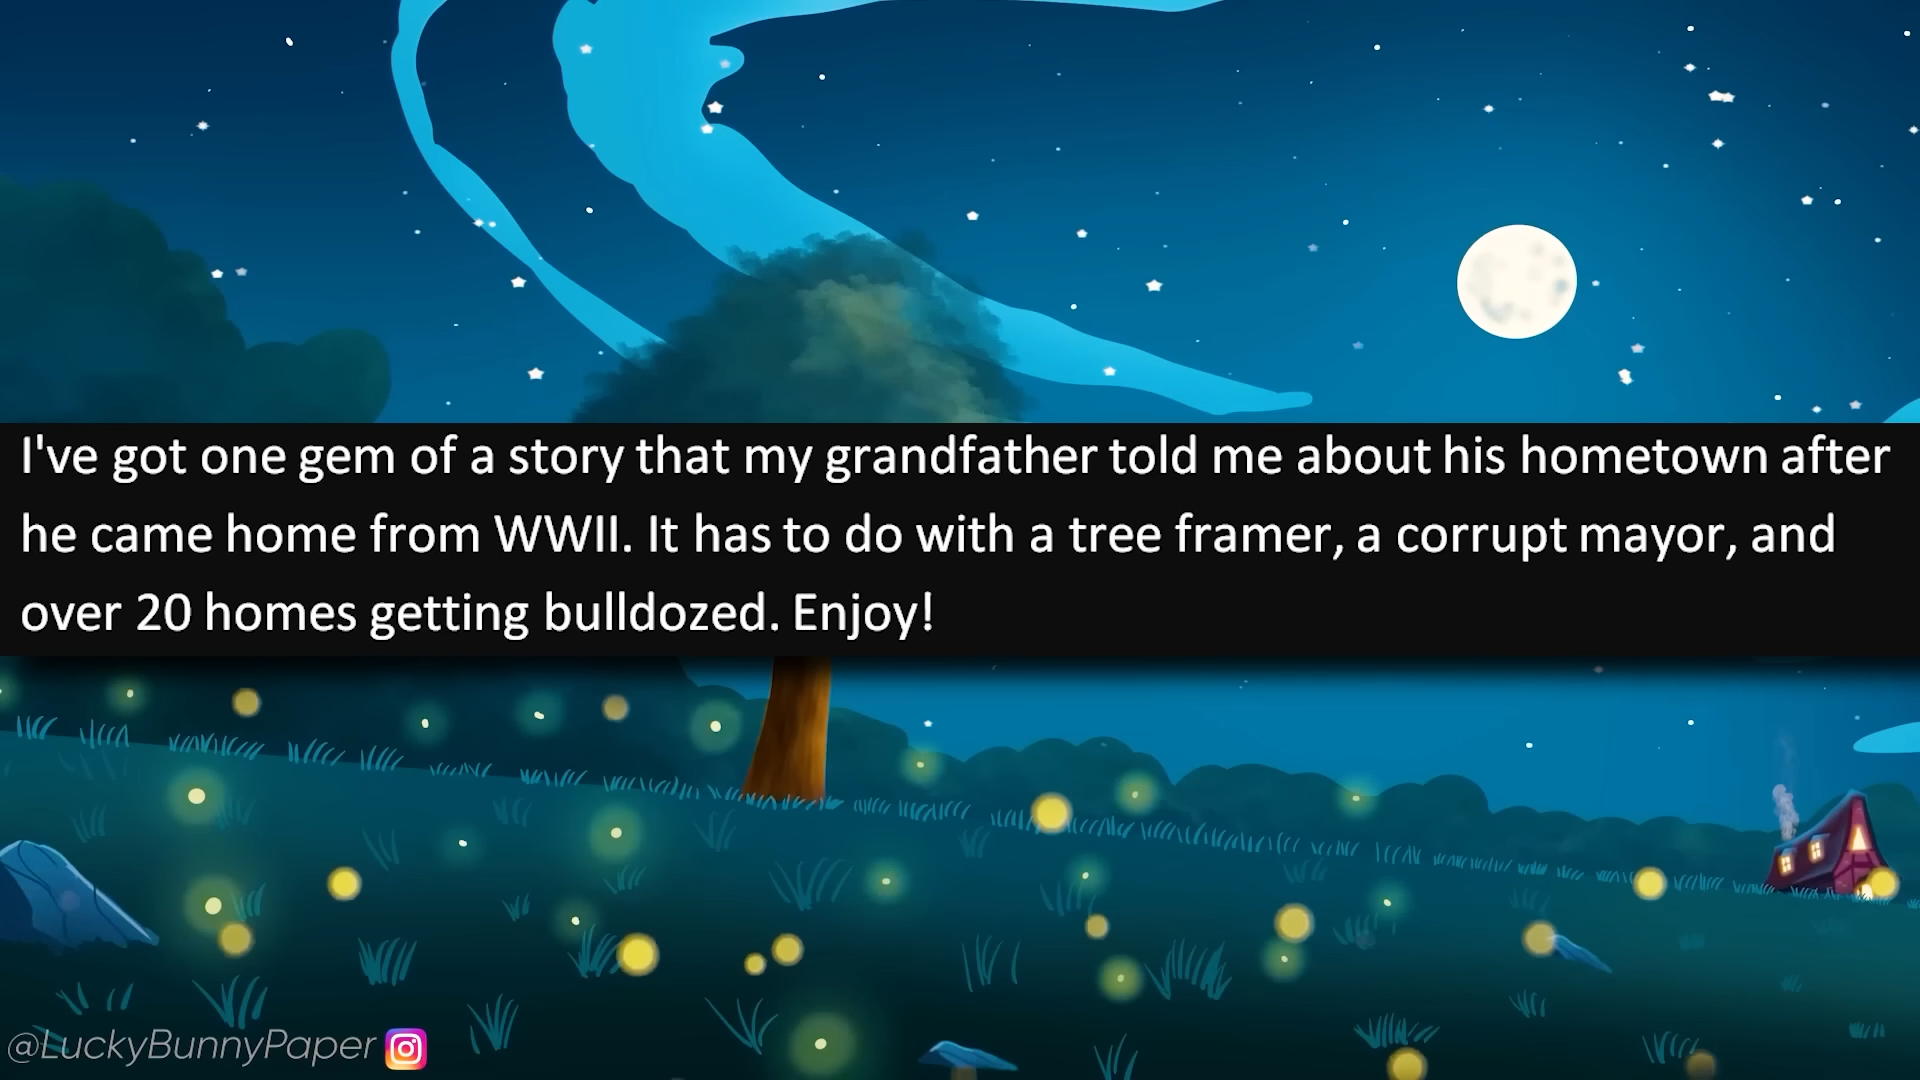 I've got one gem of a story that my grandfather told me about his hometown after
he came home from WWII. It has to do with a tree framer, a corrupt mayor, and
over 20 homes getting bulldozed. Enjoy!
@LuckyBunnyPaper